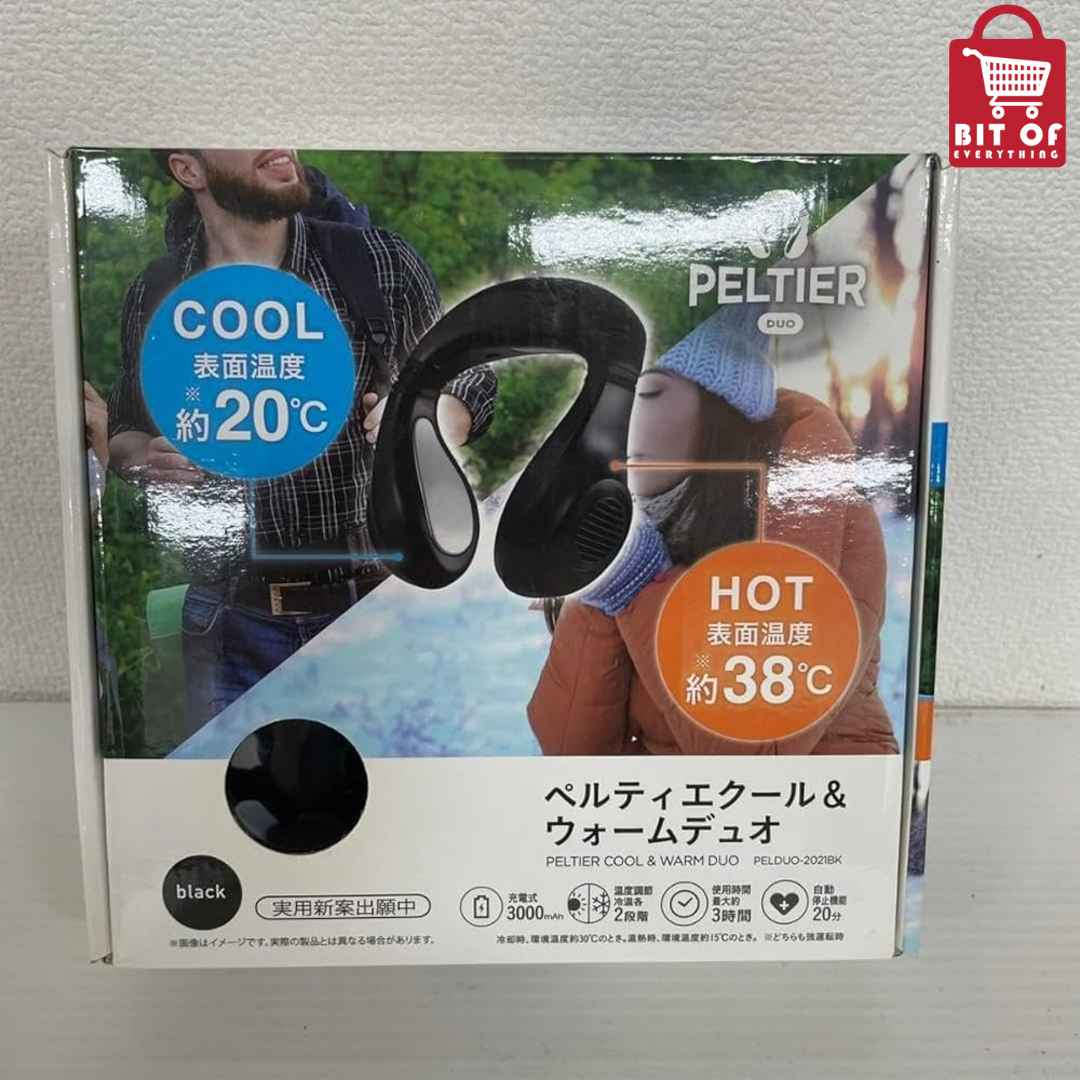 BIT OF
EVERYTHING
PELTIER
DUO
COOL
表面温度
※約20℃
HOT
表面温度
※約38℃
ペルティエクール&
ウォームデュオ
PELTIER COOL & WARM DUO PELDUO-2021BK
black
実用新案出願中
充電式
3000mAh
温度調節
冷温各
2段階
使用時間
最大約
3時間
自動
停止機能
20分
※画像はイメージです。実際の製品とは異なる場合があります。
冷却時、環境温度約30℃のとき。温熱時、環境温度約15℃のとき。 ※どちらも強運転時